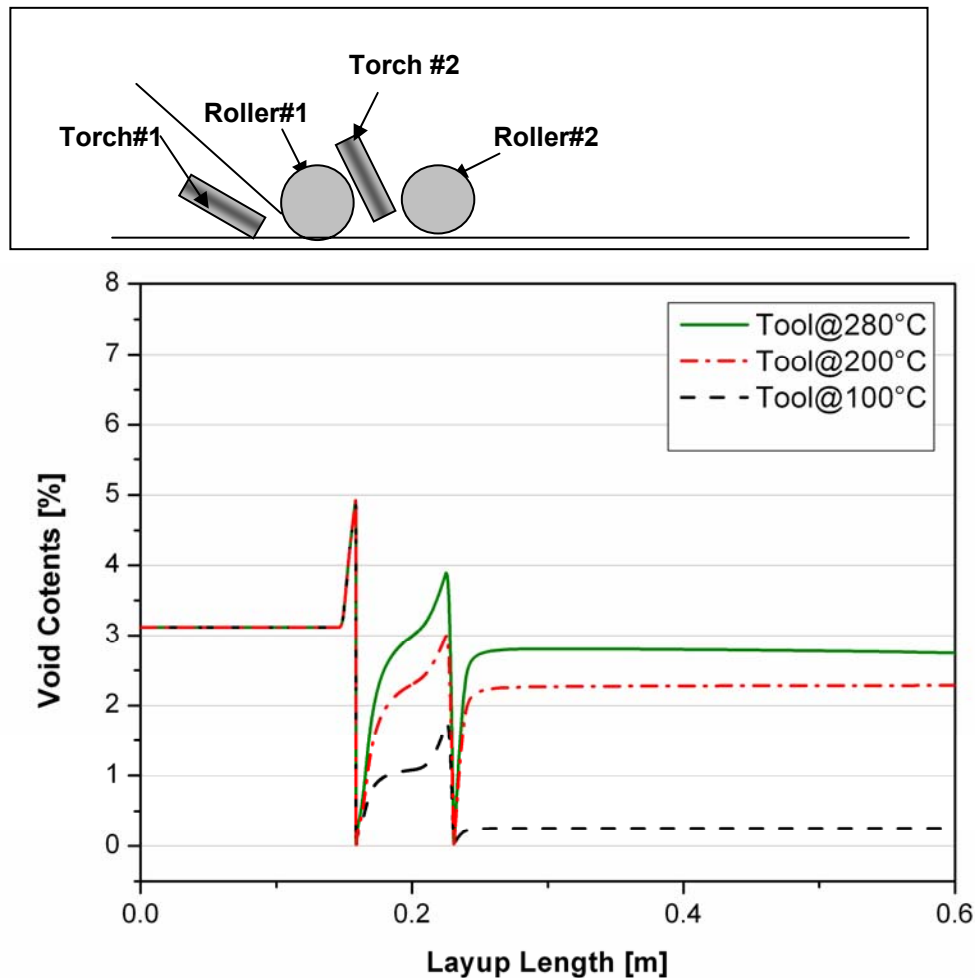 Torch #2
Roller#1
Torch#1
Roller#2
8
7
6
5
4
3
2
1
0
Void Cotents [%]
Tool@280°C
Tool@200°C
Tool@100°C
0.0
0.2
0.4
0.6
Layup Length [m]